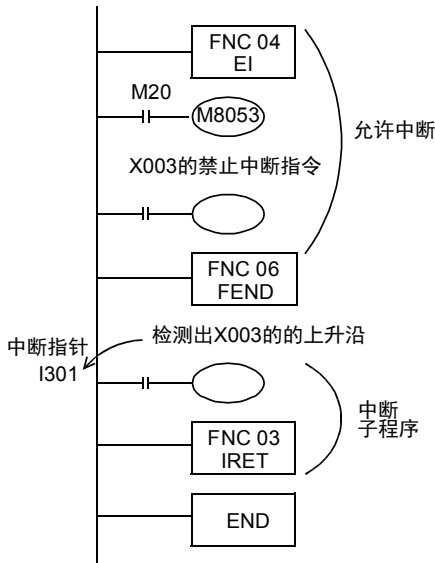 FNC 04
EI
M20
M8053
允许中断
X003的禁止中断指令
FNC 06
FEND
检测出X003的的上升沿
中断指针
I301
中断
子程序
FNC 03
IRET
END